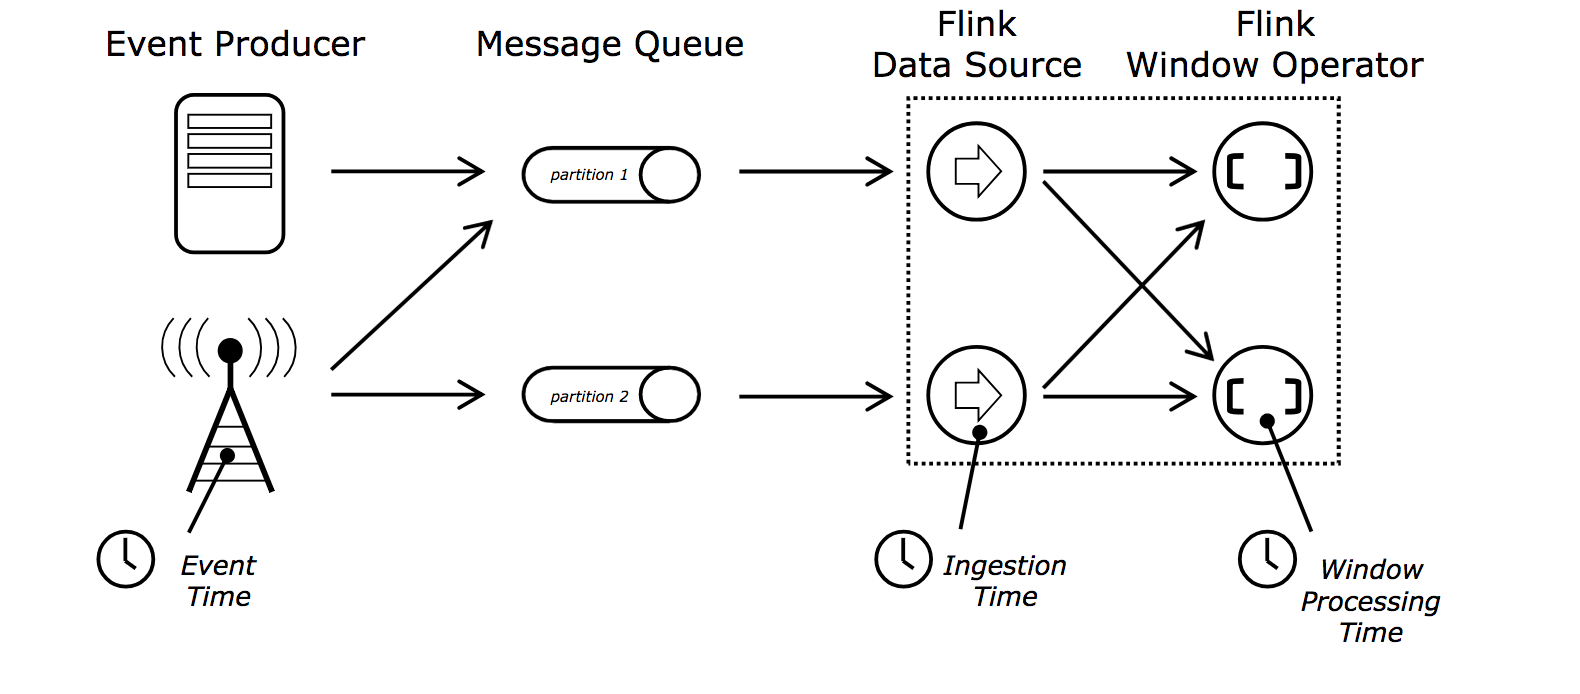 Event Producer
Message Queue
Flink
Data Source
Flink
Window Operator
partition 1
partition 2
Event
Time
Ingestion
Time
Window
Processing
Time